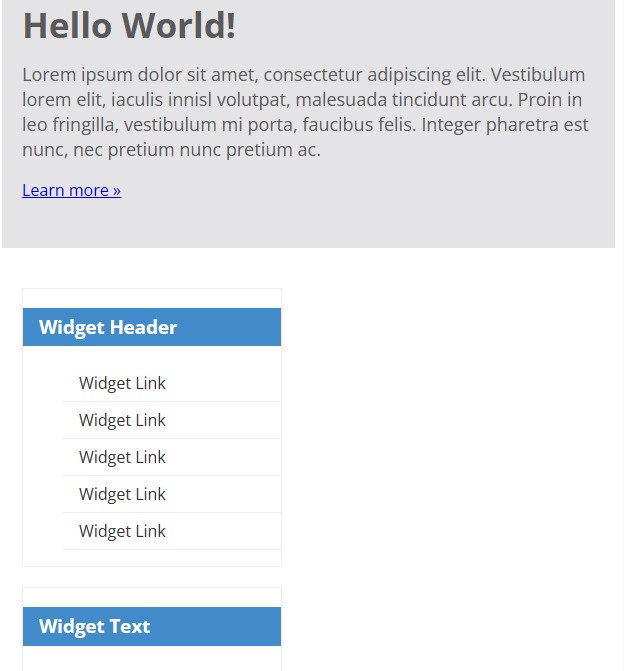 Hello World!
Lorem ipsum dolor sit amet, consectetur adipiscing elit. Vestibulum
lorem elit, iaculis innisl volutpat, malesuada tincidunt arcu. Proin in
leo fringilla, vestibulum mi porta, faucibus felis. Integer pharetra est
nunc, nec pretium nunc pretium ac.
Learn more »
Widget Header
Widget Link
Widget Link
Widget Link
Widget Link
Widget Link
Widget Text